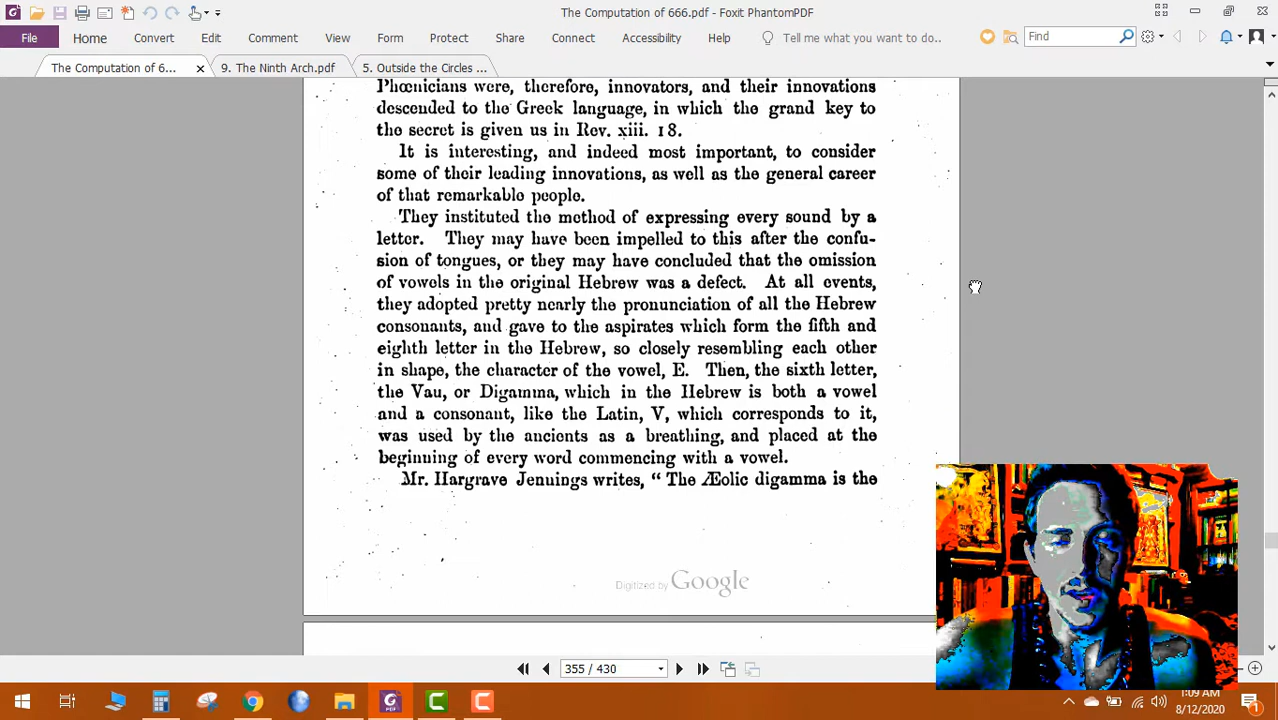 The Computation of 666.pdf - Foxit PhantomPDF
File Home Convert Edit Comment View Form Protect Share Connect Accessibility Help Tell me what you want to do.. Find
The Computation of 6... 9. The Ninth Arch.pdf 5. Outside the Circles ...
Phœnicians were, therefore, innovators, and their innovations
descended to the Greek language, in which the grand key to
the secret is given us in Rev. xiii. 18.
It is interesting, and indeed most important, to consider
some of their leading innovations, as well as the general career
of that remarkable people.
They instituted the method of expressing every sound by a
letter. They may have been impelled to this after the confu-
sion of tongues, or they may have concluded that the omission
of vowels in the original Hebrew was a defect. At all events,
they adopted pretty nearly the pronunciation of all the Hebrew
consonants, and gave to the aspirates which form the fifth and
eighth letter in the Hebrew, so closely resembling each other
in shape, the character of the vowel, E. Then, the sixth letter,
the Vau, or Digamma, which in the Hebrew is both a vowel
and a consonant, like the Latin, V, which corresponds to it,
was used by the ancients as a breathing, and placed at the
beginning of every word commencing with a vowel.
Mr. Hargrave Jennings writes, “ The Æolic digamma is the
Digitized by Google
355 / 430
1:09 AM
8/12/2020
1